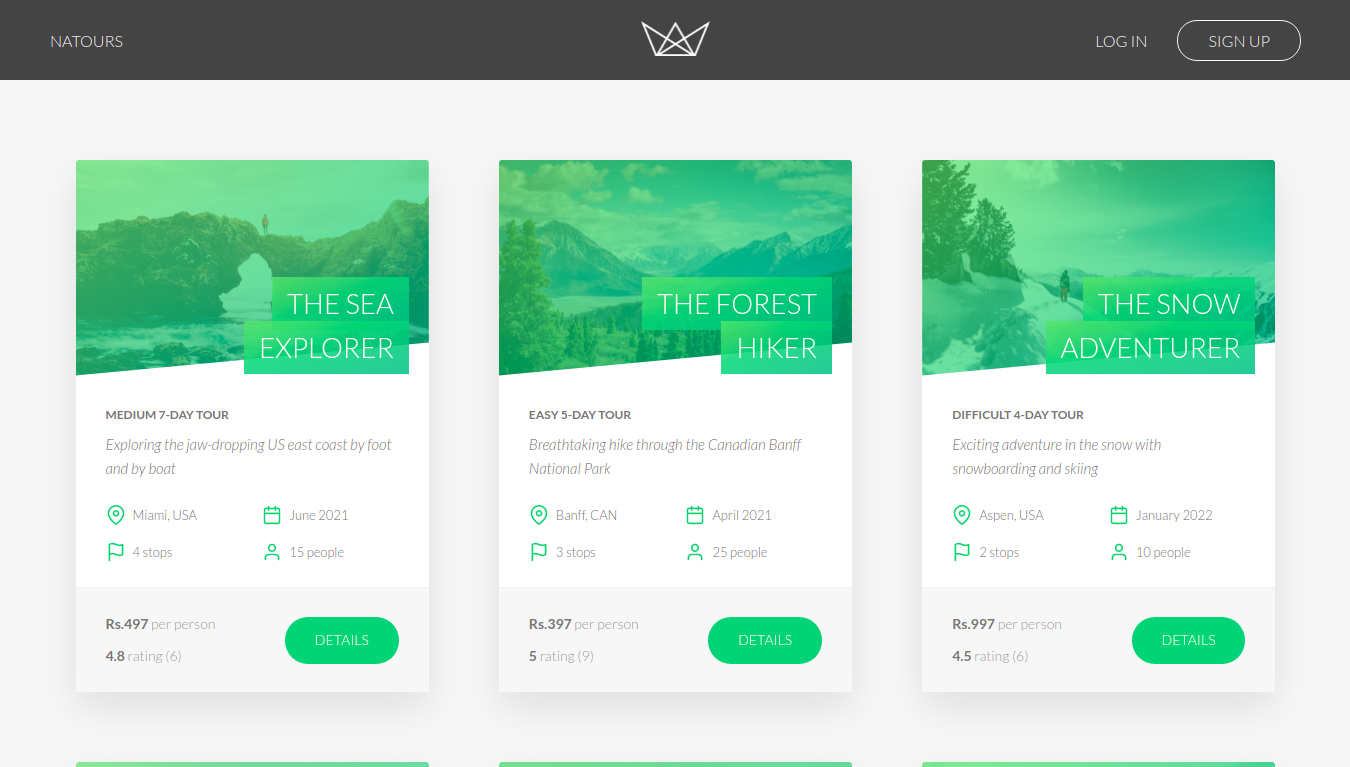 NATOURS
LOG IN
SIGN UP
THE SEA
EXPLORER
MEDIUM 7-DAY TOUR
Exploring the jaw-dropping US east coast by foot
and by boat
Miami, USA
June 2021
4 stops
15 people
Rs.497 per person
4.8 rating (6)
DETAILS
THE FOREST
HIKER
EASY 5-DAY TOUR
Breathtaking hike through the Canadian Banff
National Park
Banff, CAN
April 2021
3 stops
25 people
Rs.397 per person
5 rating (9)
DETAILS
THE SNOW
ADVENTURER
DIFFICULT 4-DAY TOUR
Exciting adventure in the snow with
snowboarding and skiing
Aspen, USA
January 2022
2 stops
10 people
Rs.997 per person
4.5 rating (6)
DETAILS